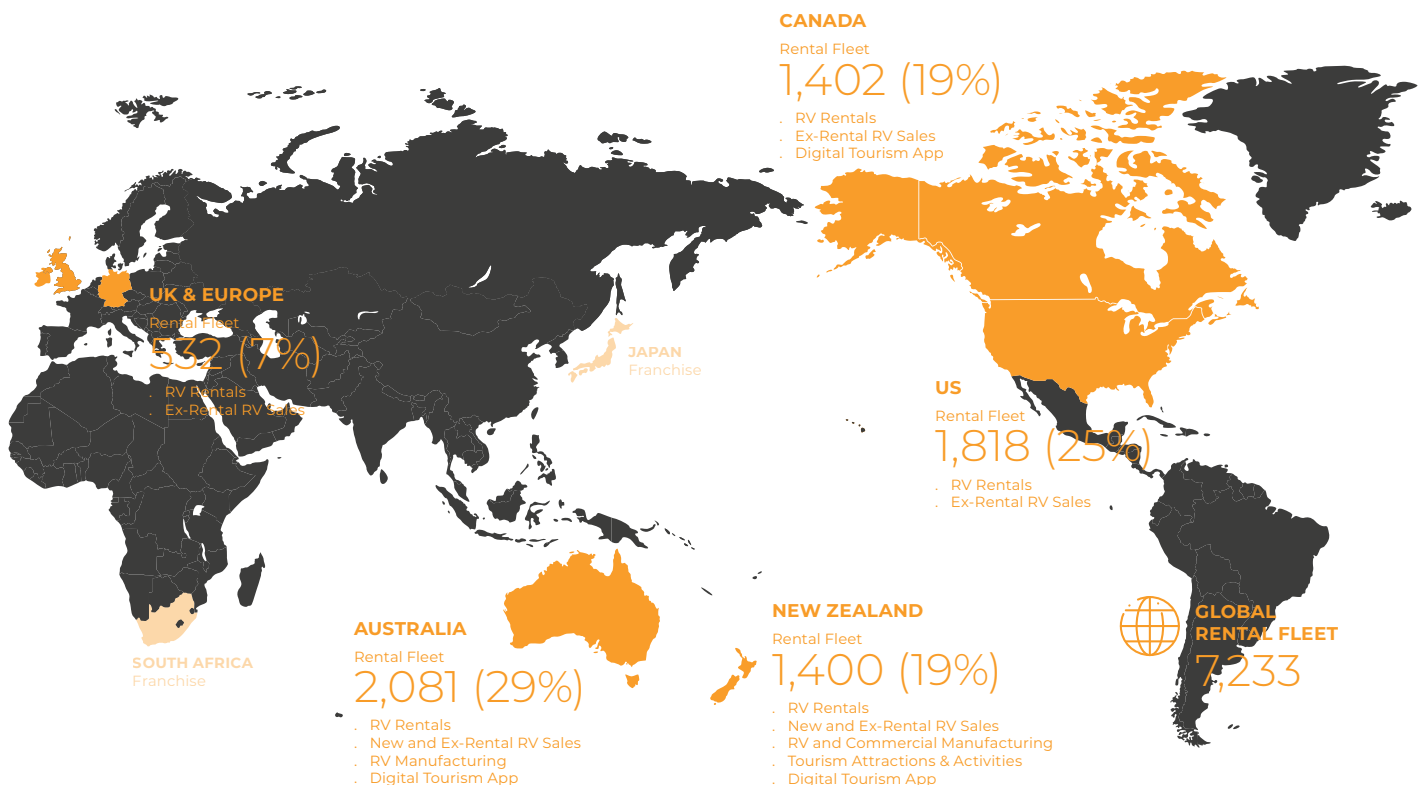 CANADA
Rental Fleet
1,402 (19%)
. RV Rentals
. Ex-Rental RV Sales
. Digital Tourism App
UK & EUROPE
Rental Fleet
532 (7%)
. RV Rentals
. Ex-Rental RV Sales
JAPAN
Franchise
US
Rental Fleet
1,818 (25%)
. RV Rentals
. Ex-Rental RV Sales
SOUTH AFRICA
Franchise
AUSTRALIA
Rental Fleet
2,081 (29%)
. RV Rentals
. New and Ex-Rental RV Sales
. RV Manufacturing
. Digital Tourism App
NEW ZEALAND
Rental Fleet
1,400 (19%)
. RV Rentals
. New and Ex-Rental RV Sales
. RV and Commercial Manufacturing
. Tourism Attractions & Activities
. Digital Tourism App
GLOBAL
RENTAL FLEET
7,233